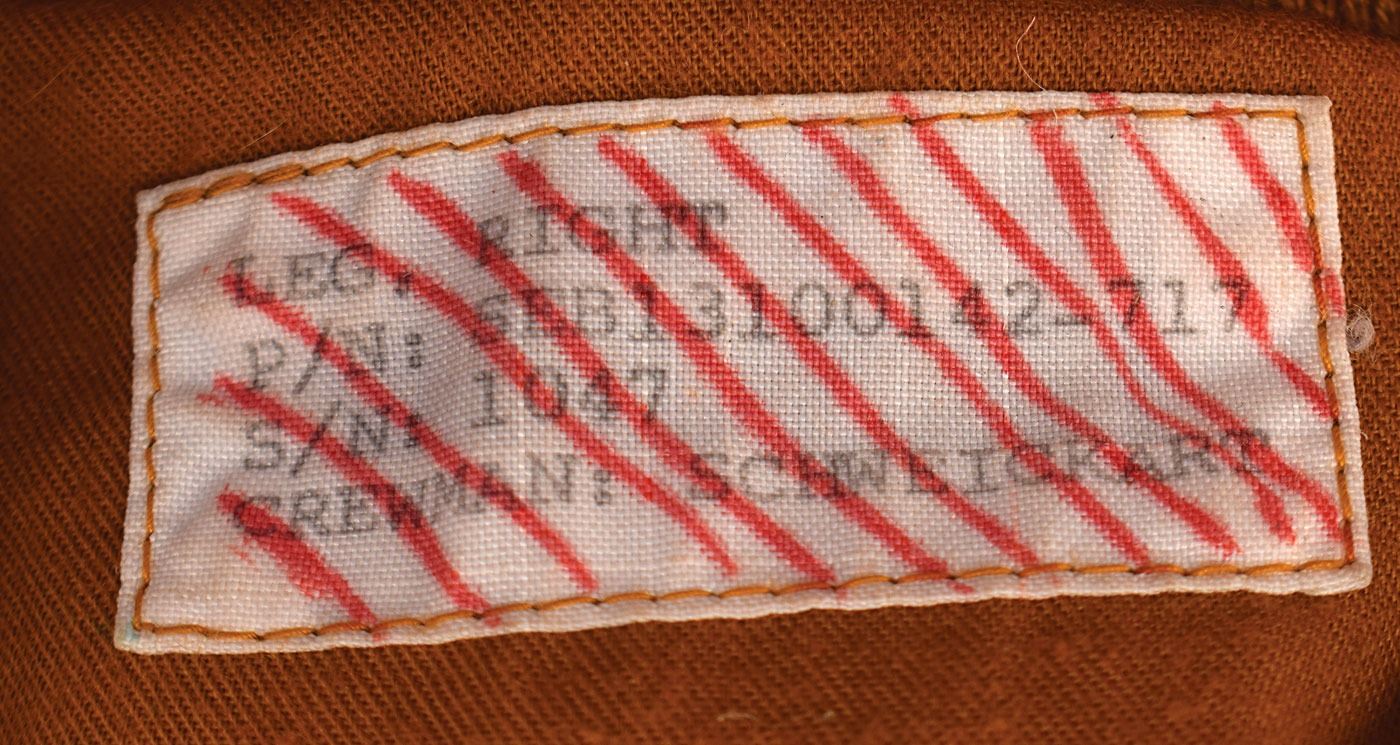 LEG, RIGHT
P/N: SEB13100142-717
S/N: 1047
CREWMAN: SCHWEICKART